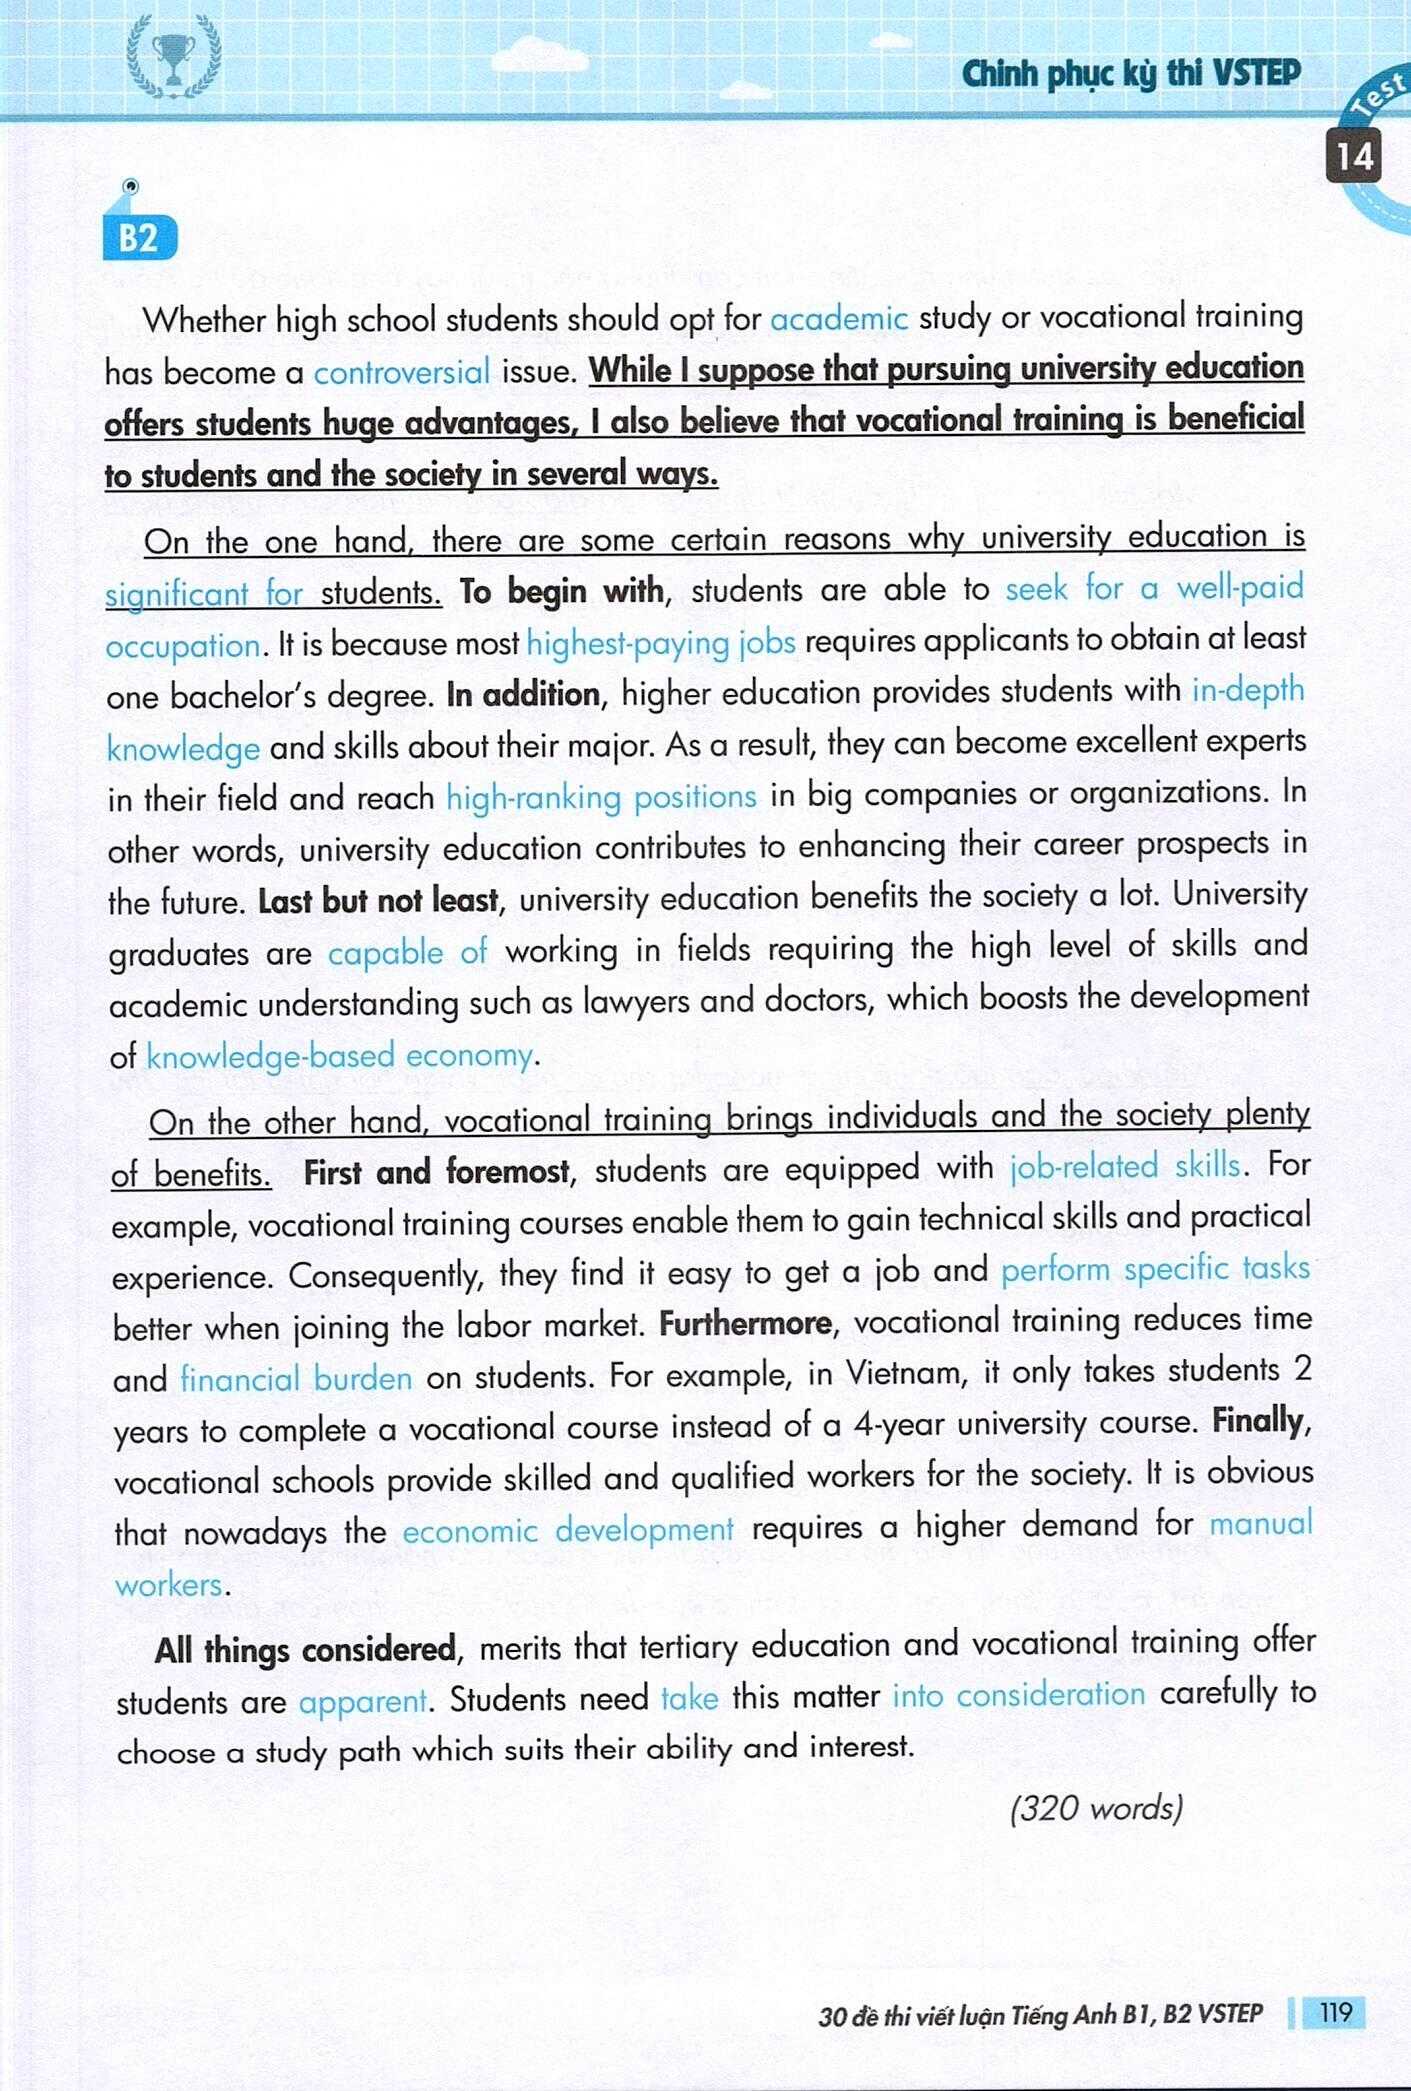 Chinh phục kỳ thi VSTEP
Test
14
B2
Whether high school students should opt for academic study or vocational training
has become a controversial issue. While I suppose that pursuing university education
offers students huge advantages, I also believe that vocational training is beneficial
to students and the society in several ways.
On the one hand, there are some certain reasons why university education is
significant for students. To begin with, students are able to seek for a well-paid
occupation. It is because most highest-paying jobs requires applicants to obtain at least
one bachelor's degree. In addition, higher education provides students with in-depth
knowledge and skills about their major. As a result, they can become excellent experts
in their field and reach high-ranking positions in big companies or organizations. In
other words, university education contributes to enhancing their career prospects in
the future. Last but not least, university education benefits the society a lot. University
graduates are capable of working in fields requiring the high level of skills and
academic understanding such as lawyers and doctors, which boosts the development
of knowledge-based economy.
On the other hand, vocational training brings individuals and the society plenty
of benefits. First and foremost, students are equipped with job-related skills. For
example, vocational training courses enable them to gain technical skills and practical
experience. Consequently, they find it easy to get a job and perform specific tasks
better when joining the labor market. Furthermore, vocational training reduces time
and financial burden on students. For example, in Vietnam, it only takes students 2
years to complete a vocational course instead of a 4-year university course. Finally,
vocational schools provide skilled and qualified workers for the society. It is obvious
that nowadays the economic development requires a higher demand for manual
workers.
All things considered, merits that tertiary education and vocational training offer
students are apparent. Students need take this matter into consideration carefully to
choose a study path which suits their ability and interest.
(320 words)
30 đề thi viết luận Tiếng Anh B1, B2 VSTEP 119